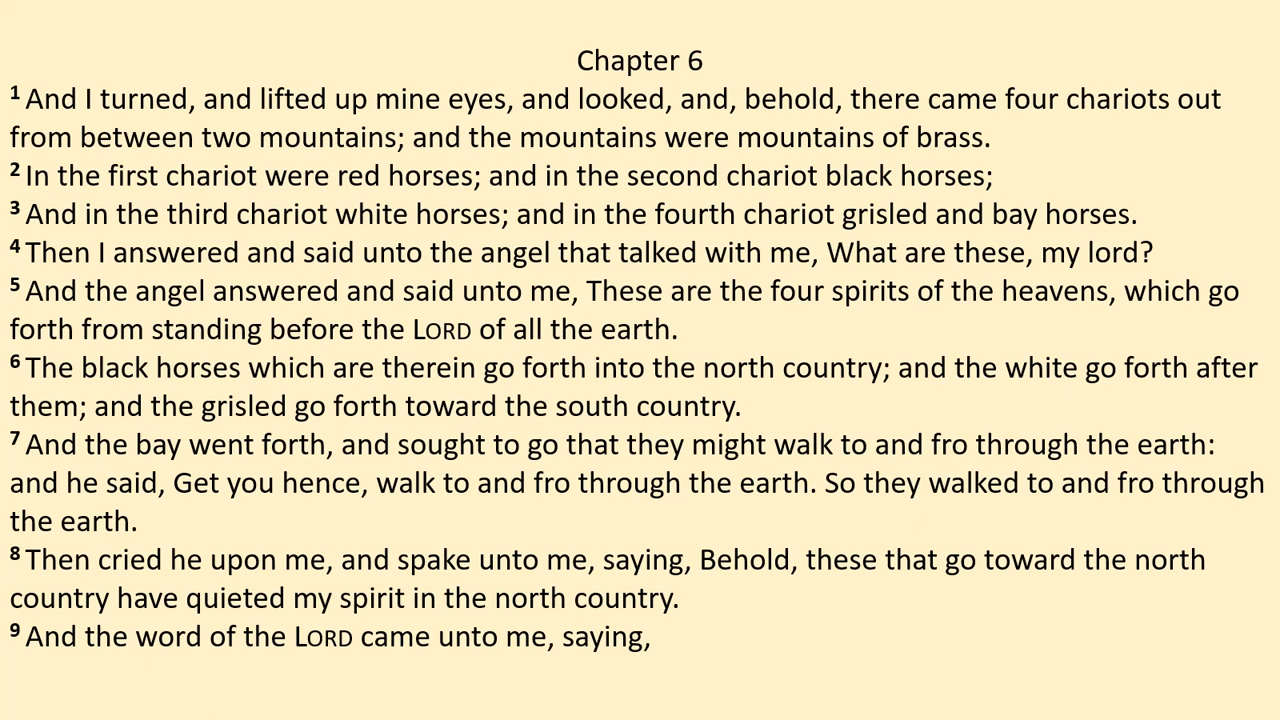 Chapter 6
1 And I turned, and lifted up mine eyes, and looked, and, behold, there came four chariots out
from between two mountains; and the mountains were mountains of brass.
2 In the first chariot were red horses; and in the second chariot black horses;
3 And in the third chariot white horses; and in the fourth chariot grisled and bay horses.
4 Then I answered and said unto the angel that talked with me, What are these, my lord?
5 And the angel answered and said unto me, These are the four spirits of the heavens, which go
forth from standing before the LORD of all the earth.
6 The black horses which are therein go forth into the north country; and the white go forth after
them; and the grisled go forth toward the south country.
7 And the bay went forth, and sought to go that they might walk to and fro through the earth:
and he said, Get you hence, walk to and fro through the earth. So they walked to and fro through
the earth.
8 Then cried he upon me, and spake unto me, saying, Behold, these that go toward the north
country have quieted my spirit in the north country.
9 And the word of the LORD came unto me, saying,